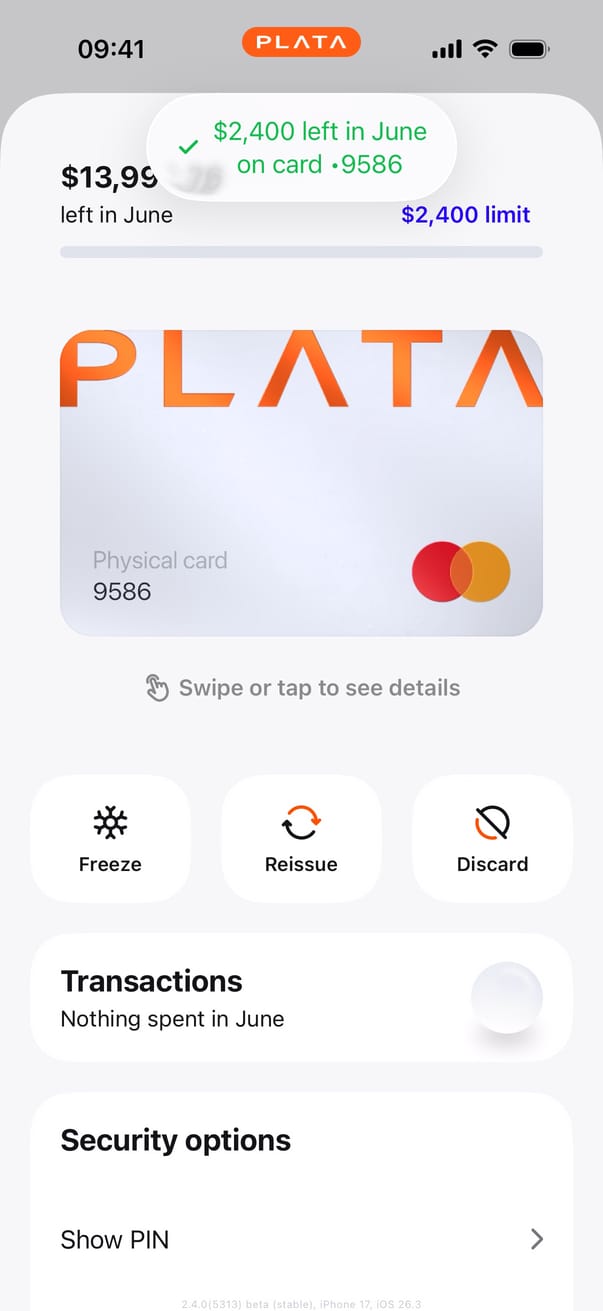 09:41
PLATA
$2,400 left in June
on card •9586
$13,99
left in June
$2,400 limit
PLATA
Physical card
9586
Swipe or tap to see details
Freeze
Reissue
Discard
Transactions
Nothing spent in June
Security options
Show PIN
2.4.0(5313) beta (stable), iPhone 17, iOS 26.3